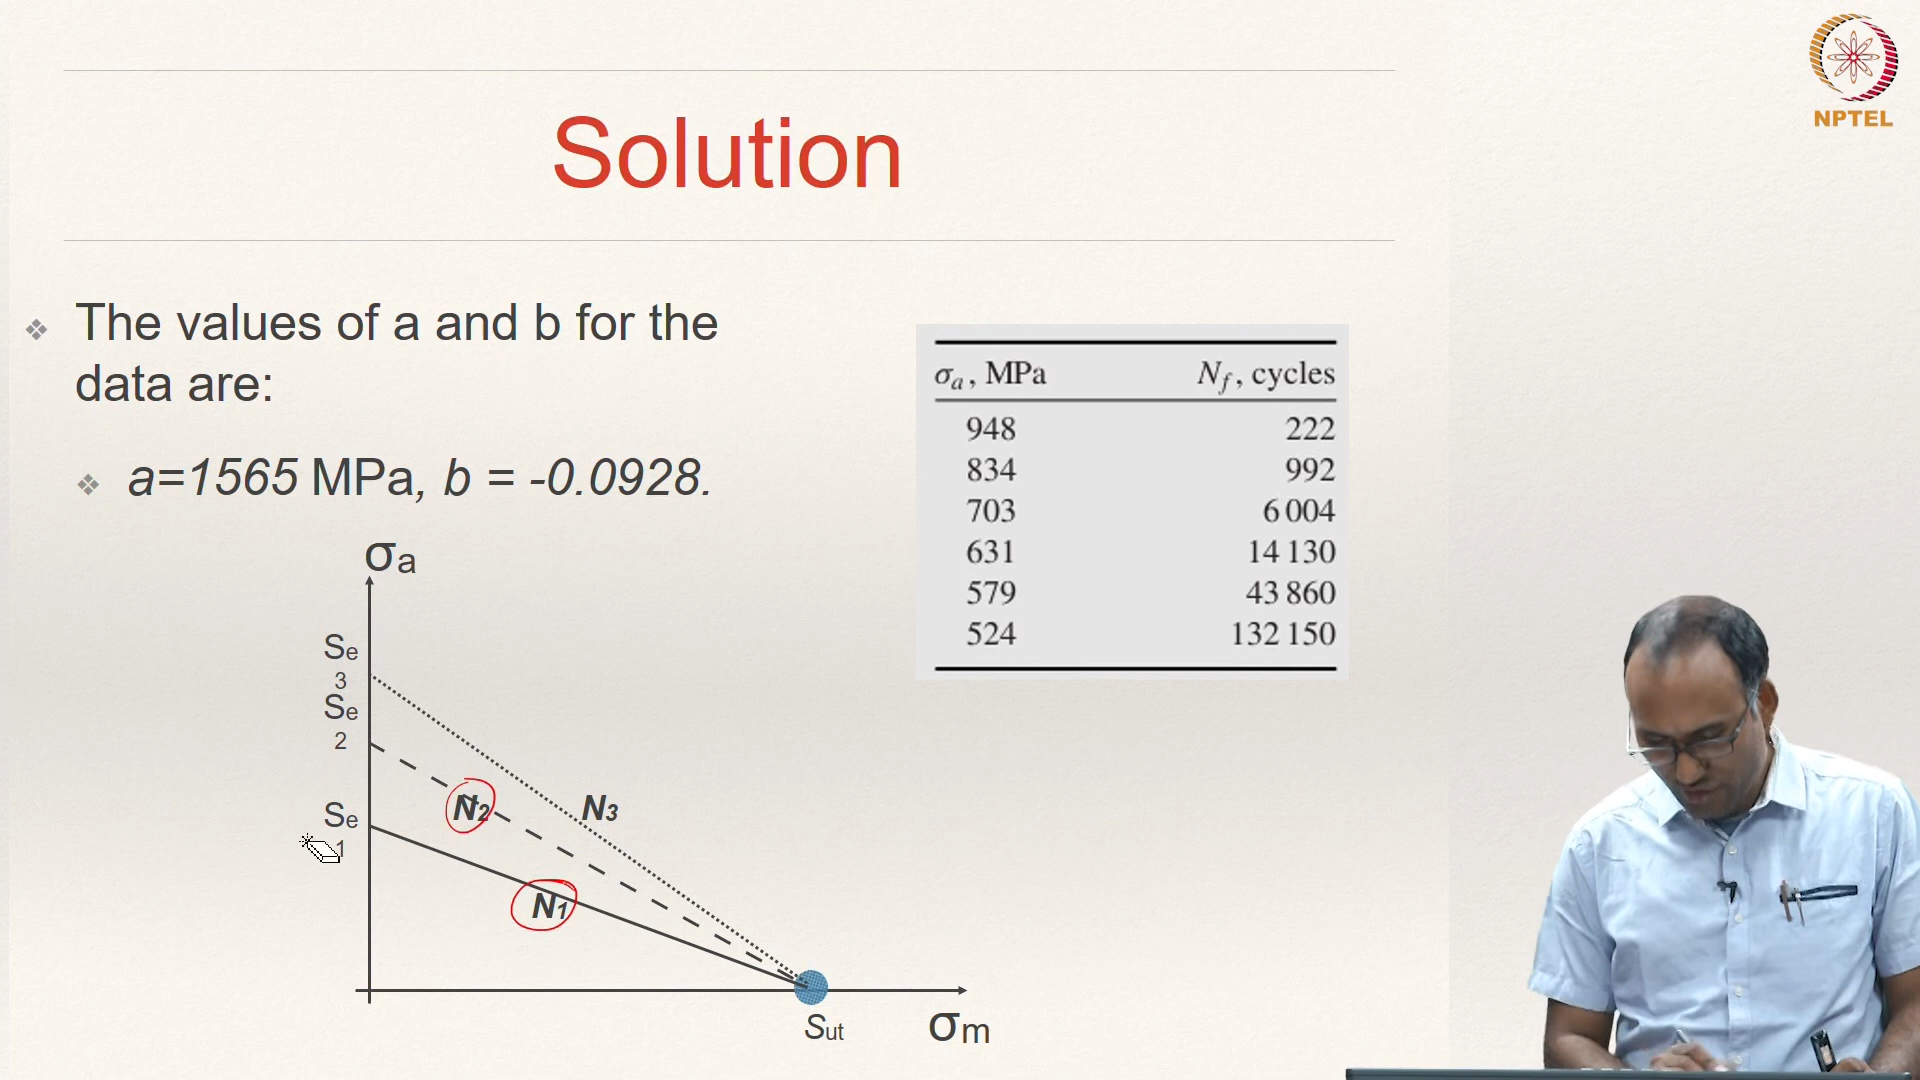 NPTEL
Solution
The values of a and b for the
data are:
a=1565 MPa, b = -0.0928.
σa, MPa Nf, cycles
948 222
834 992
703 6 004
631 14 130
579 43 860
524 132 150
σa
Se
3
Se
2
Se
1
N2
N3
N1
Sut
σm